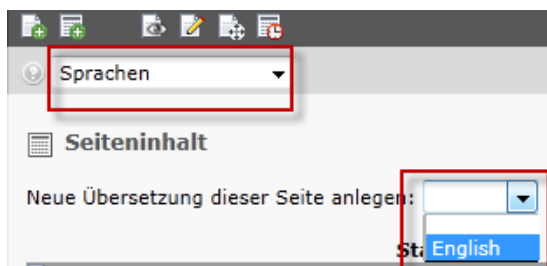 Sprachen
Seiteninhalt
Neue Übersetzung dieser Seite anlegen:
English